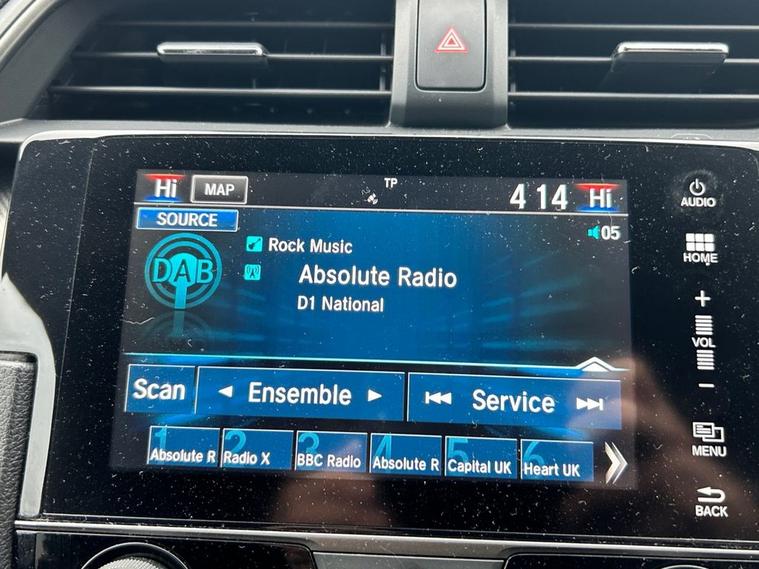 Hi MAP TP 4 14 Hi
SOURCE
05
DAB
Rock Music
Absolute Radio
D1 National
Scan Ensemble Service
1 2 3 4 5 6
Absolute R Radio X BBC Radio Absolute R Capital UK Heart UK
AUDIO
HOME
+
VOL
−
MENU
BACK